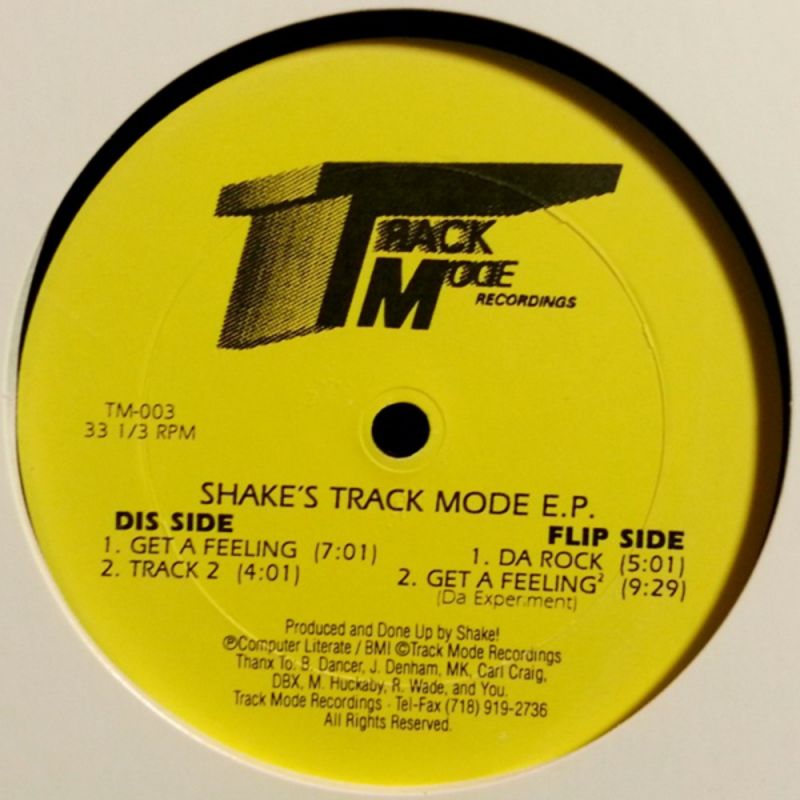 TRACK
MODE
RECORDINGS
TM-003
33 1/3 RPM
SHAKE'S TRACK MODE E.P.
DIS SIDE
1. GET A FEELING (7:01)
2. TRACK 2 (4:01)
FLIP SIDE
1. DA ROCK (5:01)
2. GET A FEELING² (9:29)
(Da Experiment)
Produced and Done Up by Shake!
℗Computer Literate / BMI ©Track Mode Recordings
Thanx To: B. Dancer, J. Denham, MK, Carl Craig,
DBX, M. Huckaby, R. Wade, and You.
Track Mode Recordings - Tel-Fax (718) 919-2736
All Rights Reserved.